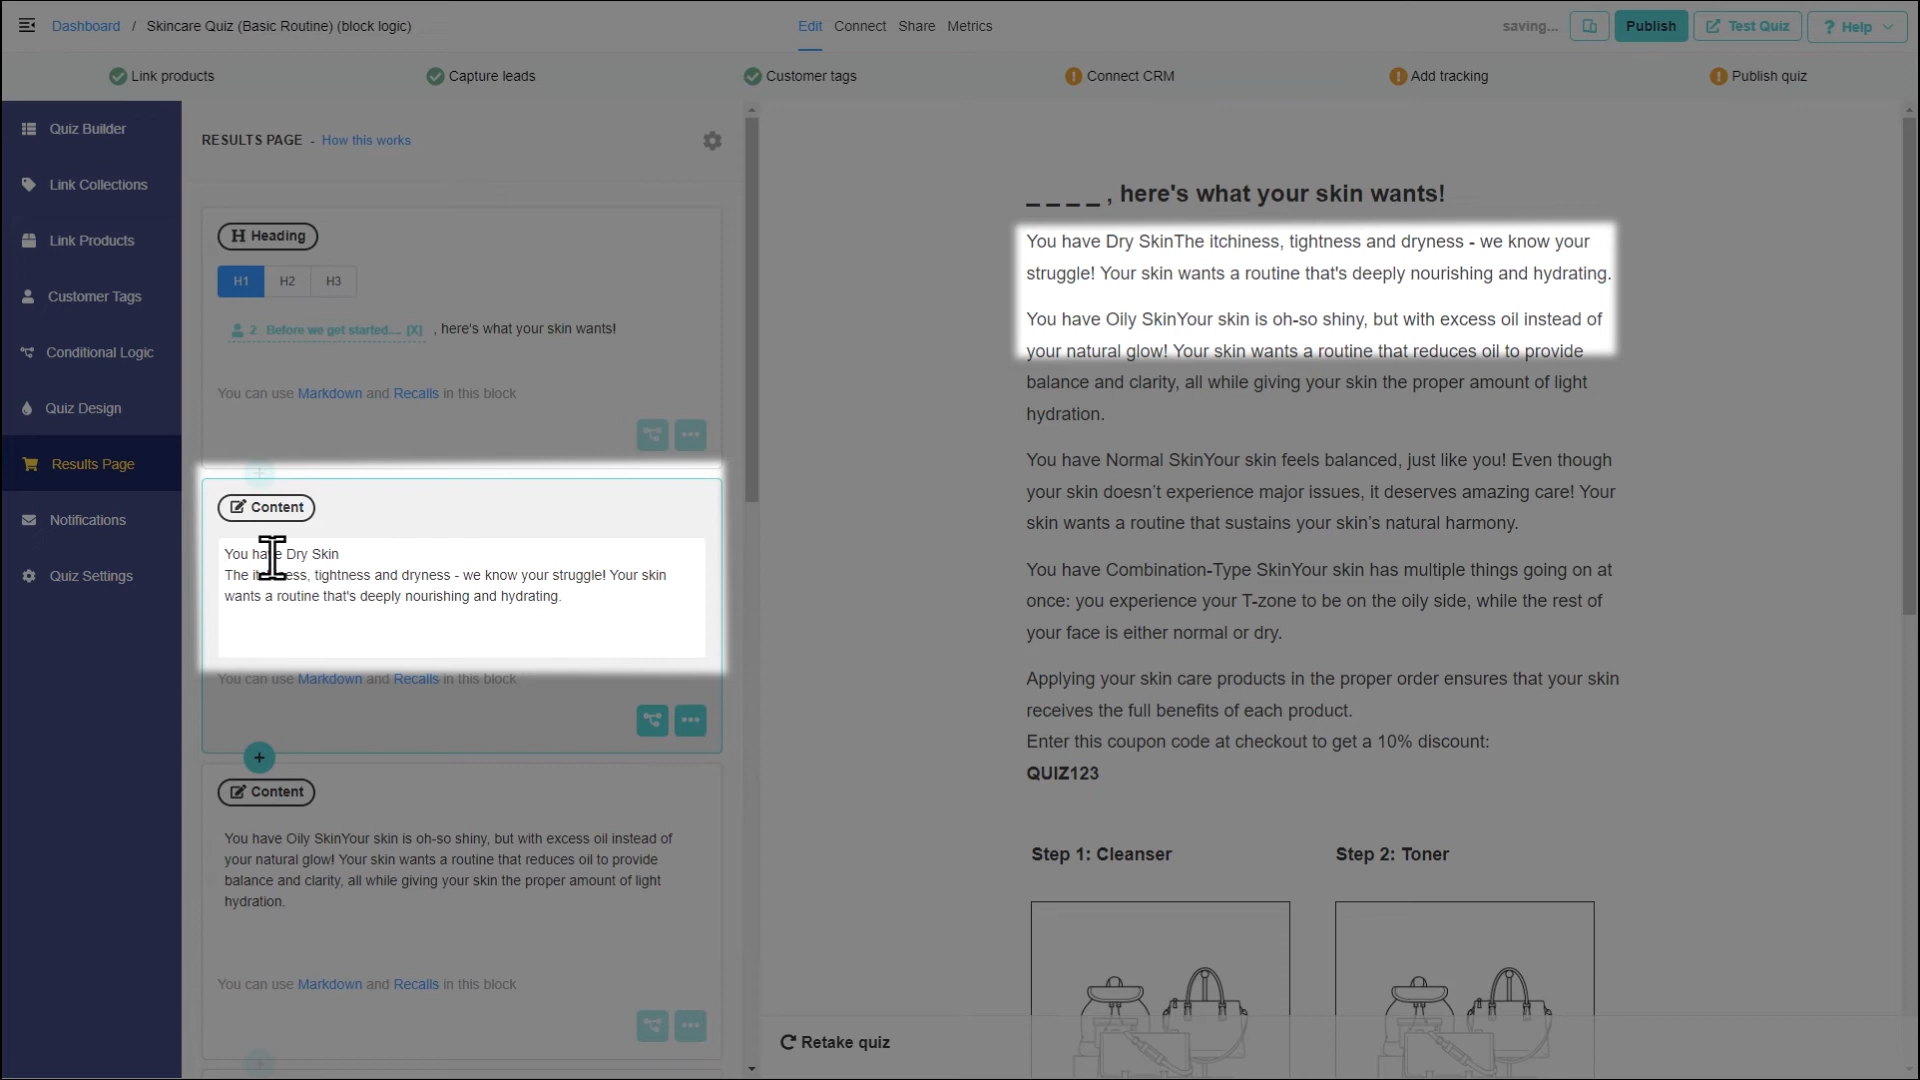 Dashboard / Skincare Quiz (Basic Routine) (block logic)
Edit Connect Share Metrics
saving... Publish Test Quiz ? Help
Link products
Capture leads
Customer tags
Connect CRM
Add tracking
Publish quiz
Quiz Builder
Link Collections
Link Products
Customer Tags
Conditional Logic
Quiz Design
Results Page
Notifications
Quiz Settings
RESULTS PAGE - How this works
H Heading
H1 H2 H3
2. Before we get started.... [X] , here's what your skin wants!
You can use Markdown and Recalls in this block
Content
You have Dry Skin
The itchiness, tightness and dryness - we know your struggle! Your skin
wants a routine that's deeply nourishing and hydrating.
You can use Markdown and Recalls in this block
Content
You have Oily SkinYour skin is oh-so shiny, but with excess oil instead of
your natural glow! Your skin wants a routine that reduces oil to provide
balance and clarity, all while giving your skin the proper amount of light
hydration.
You can use Markdown and Recalls in this block
_ _ _ _ , here's what your skin wants!
You have Dry SkinThe itchiness, tightness and dryness - we know your
struggle! Your skin wants a routine that's deeply nourishing and hydrating.
You have Oily SkinYour skin is oh-so shiny, but with excess oil instead of
your natural glow! Your skin wants a routine that reduces oil to provide
balance and clarity, all while giving your skin the proper amount of light
hydration.
You have Normal SkinYour skin feels balanced, just like you! Even though
your skin doesn’t experience major issues, it deserves amazing care! Your
skin wants a routine that sustains your skin’s natural harmony.
You have Combination-Type SkinYour skin has multiple things going on at
once: you experience your T-zone to be on the oily side, while the rest of
your face is either normal or dry.
Applying your skin care products in the proper order ensures that your skin
receives the full benefits of each product.
Enter this coupon code at checkout to get a 10% discount:
QUIZ123
Step 1: Cleanser
Step 2: Toner
Retake quiz